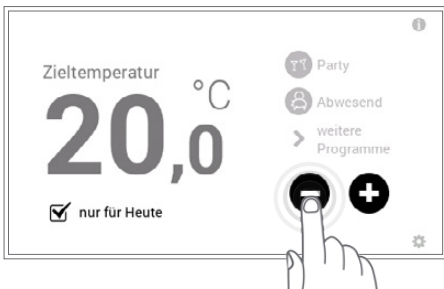 Zieltemperatur
20,0 °C
nur für Heute
Party
Abwesend
weitere
Programme